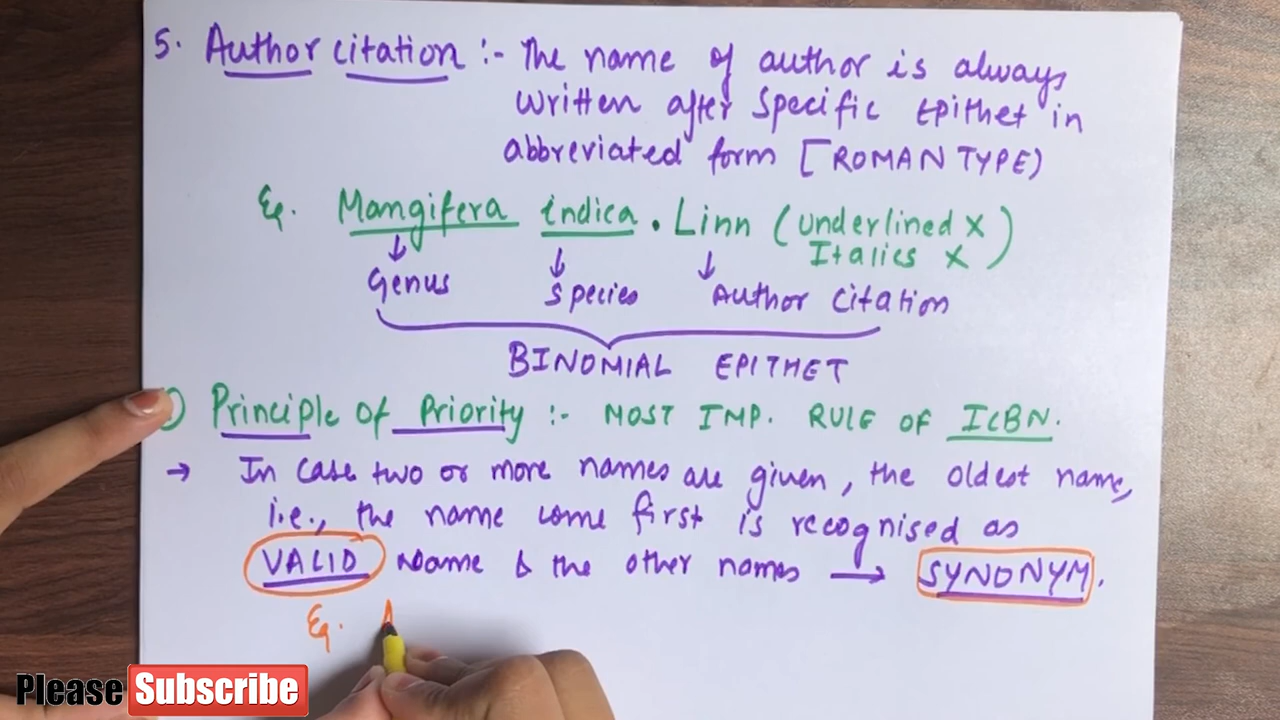 5. Author citation :- The name of author is always
written after Specific Epithet in
abbreviated form [ROMAN TYPE)
Eg. Mangifera indica . Linn (underlined X
Italics X)
Genus Species Author Citation
BINOMIAL EPITHET
Principle of Priority :- MOST IMP. RULE OF ICBN.
→ In case two or more names are given, the oldest name,
i.e., the name come first is recognised as
VALID Name & the other names → SYNONYM.
Eg. A
Please Subscribe